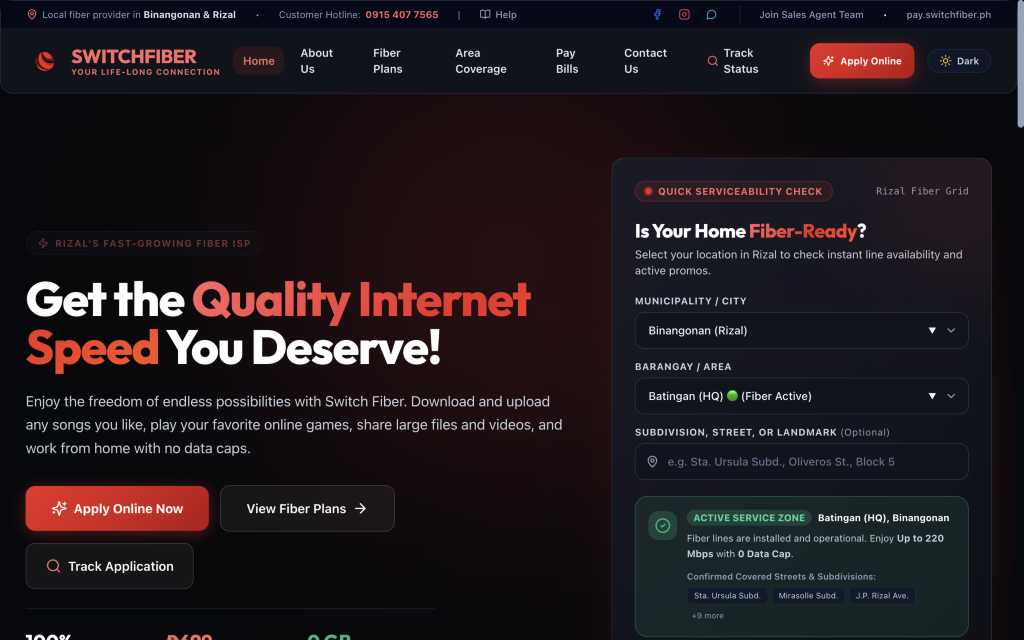 Local fiber provider in Binangonan & Rizal • Customer Hotline: 0915 407 7565 | Help
Join Sales Agent Team • pay.switchfiber.ph
SWITCHFIBER
YOUR LIFE-LONG CONNECTION
Home
About Us
Fiber Plans
Area Coverage
Pay Bills
Contact Us
Track Status
Apply Online
Dark
RIZAL'S FAST-GROWING FIBER ISP
Get the Quality Internet
Speed You Deserve!
Enjoy the freedom of endless possibilities with Switch Fiber. Download and upload
any songs you like, play your favorite online games, share large files and videos, and
work from home with no data caps.
Apply Online Now
View Fiber Plans →
Track Application
100%
₱699
0 GB
QUICK SERVICEABILITY CHECK
Rizal Fiber Grid
Is Your Home Fiber-Ready?
Select your location in Rizal to check instant line availability and
active promos.
MUNICIPALITY / CITY
Binangonan (Rizal) ▼
BARANGAY / AREA
Batingan (HQ) 🟢 (Fiber Active) ▼
SUBDIVISION, STREET, OR LANDMARK (Optional)
e.g. Sta. Ursula Subd., Oliveros St., Block 5
ACTIVE SERVICE ZONE Batingan (HQ), Binangonan
Fiber lines are installed and operational. Enjoy Up to 220
Mbps with 0 Data Cap.
Confirmed Covered Streets & Subdivisions:
Sta. Ursula Subd. Mirasolle Subd. J.P. Rizal Ave.
+9 more